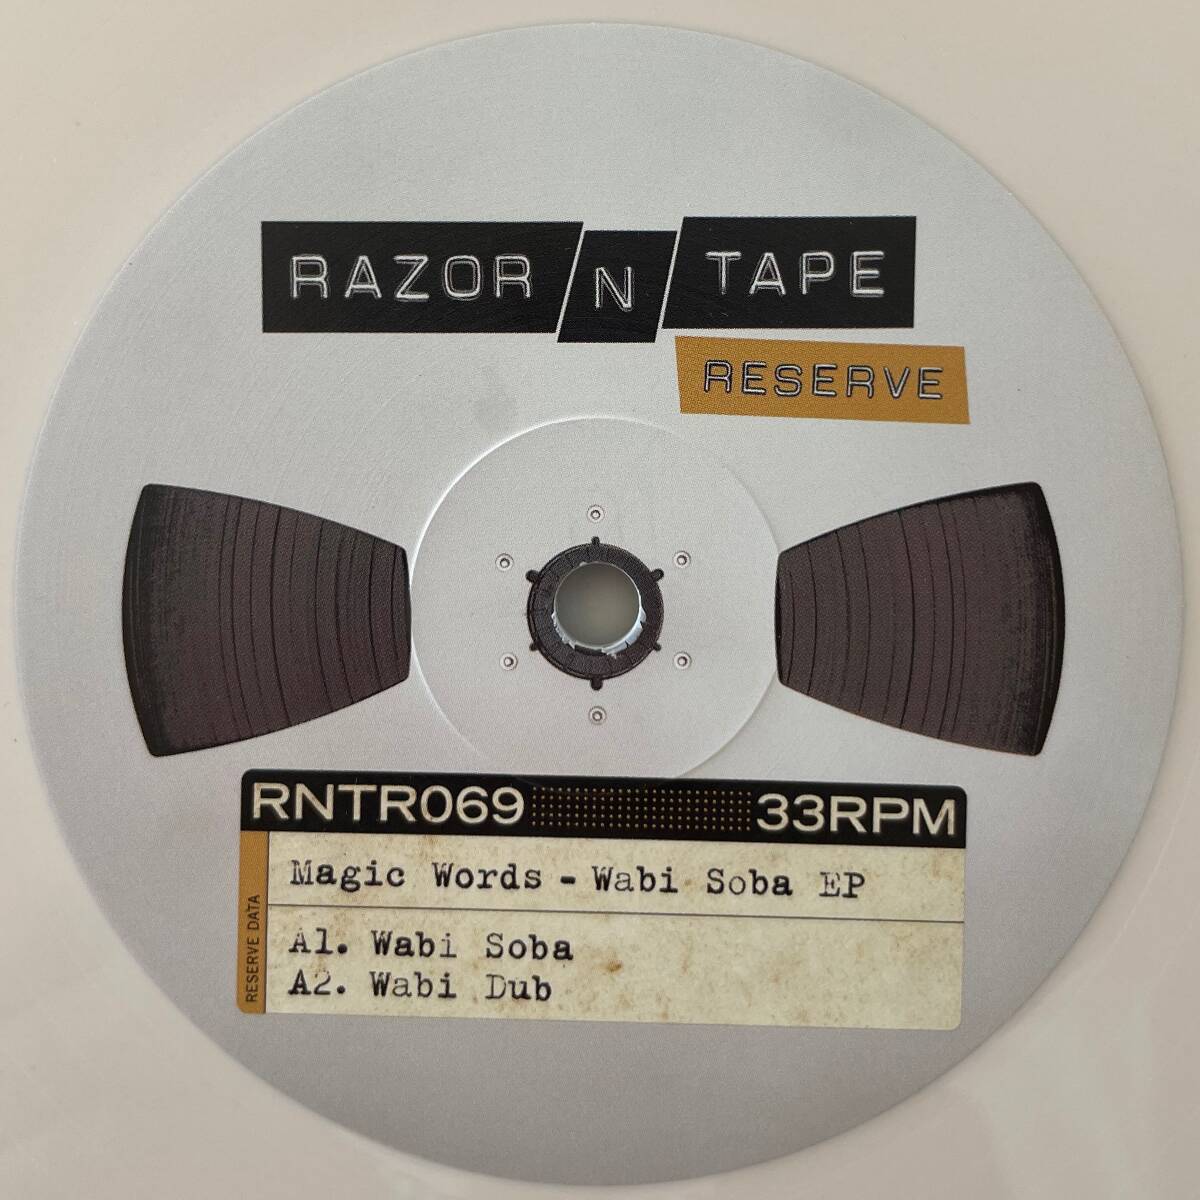 RAZOR N TAPE
RESERVE
RNTR069 33RPM
Magic Words - Wabi Soba EP
RESERVE DATA
A1. Wabi Soba
A2. Wabi Dub